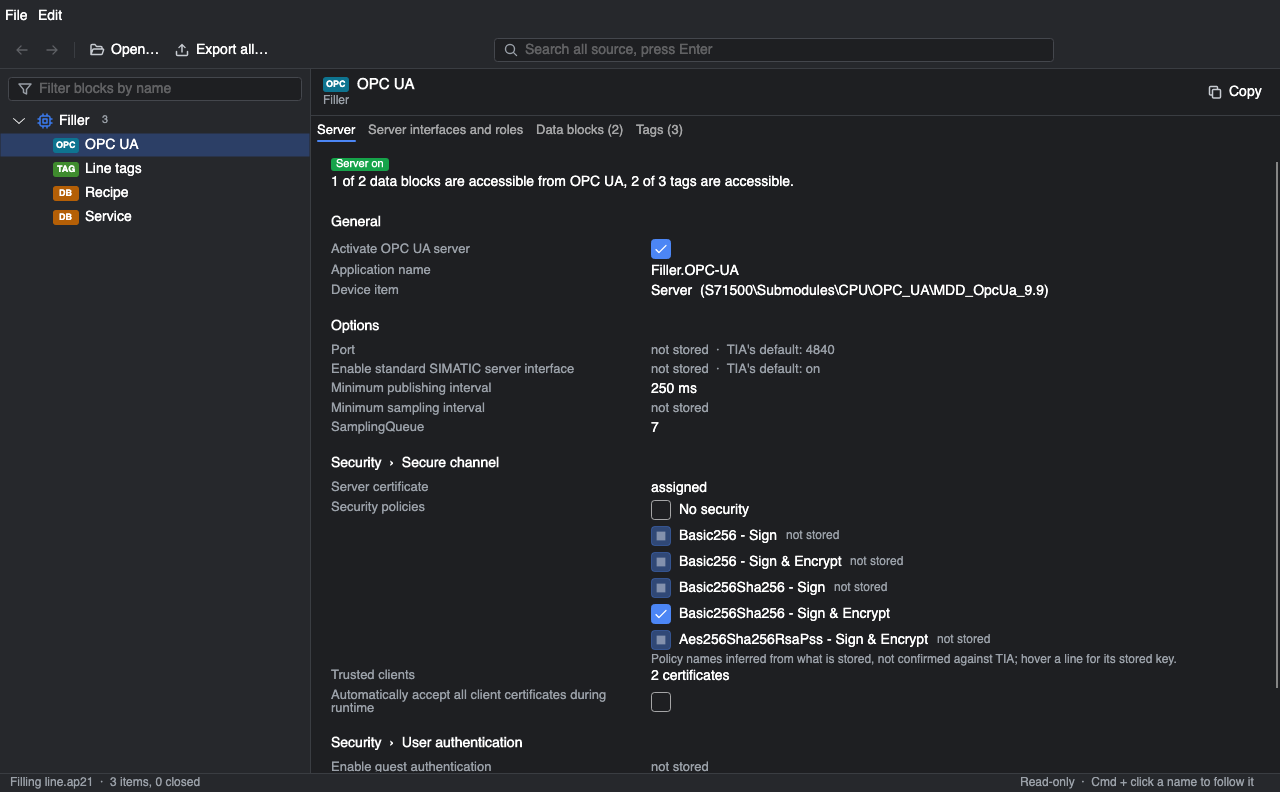 File Edit
Open... Export all... Search all source, press Enter
Filter blocks by name
Filler 3
OPC OPC UA
TAG Line tags
DB Recipe
DB Service
OPC OPC UA
Filler
Copy
Server Server interfaces and roles Data blocks (2) Tags (3)
Server on
1 of 2 data blocks are accessible from OPC UA, 2 of 3 tags are accessible.
General
Activate OPC UA server
Application name Filler.OPC-UA
Device item Server (S71500\Submodules\CPU\OPC_UA\MDD_OpcUa_9.9)
Options
Port not stored · TIA's default: 4840
Enable standard SIMATIC server interface not stored · TIA's default: on
Minimum publishing interval 250 ms
Minimum sampling interval not stored
SamplingQueue 7
Security › Secure channel
Server certificate assigned
Security policies No security
Basic256 - Sign not stored
Basic256 - Sign & Encrypt not stored
Basic256Sha256 - Sign not stored
Basic256Sha256 - Sign & Encrypt
Aes256Sha256RsaPss - Sign & Encrypt not stored
Policy names inferred from what is stored, not confirmed against TIA; hover a line for its stored key.
Trusted clients 2 certificates
Automatically accept all client certificates during
runtime
Security › User authentication
Enable guest authentication not stored
Filling line.ap21 · 3 items, 0 closed Read-only · Cmd + click a name to follow it